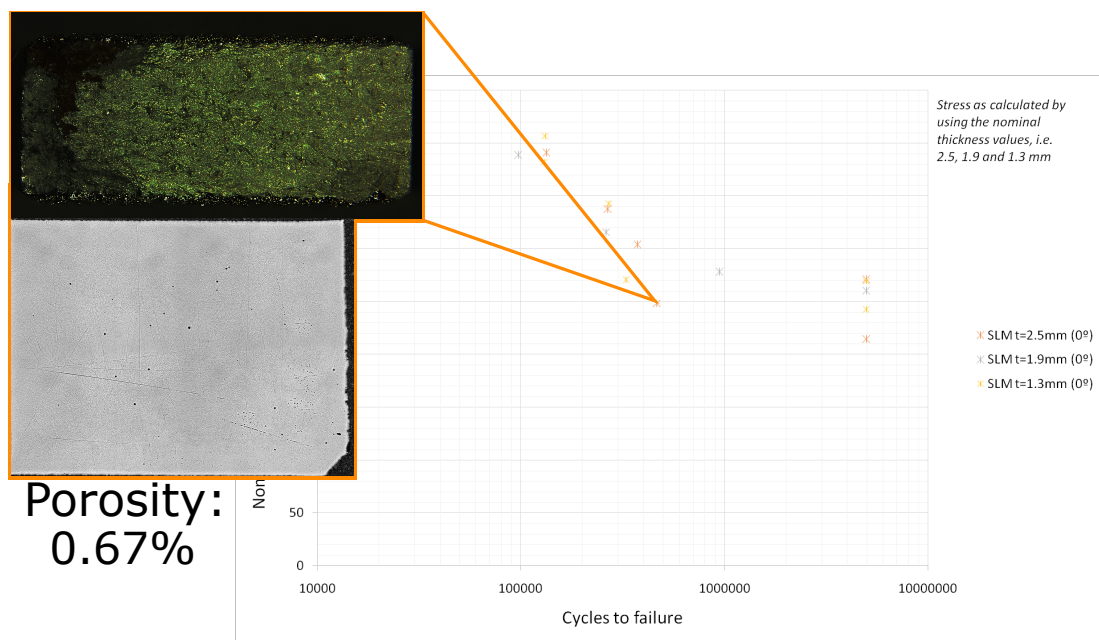 Stress as calculated by
using the nominal
thickness values, i.e.
2.5, 1.9 and 1.3 mm
SLM t=2.5mm (0º)
SLM t=1.9mm (0º)
SLM t=1.3mm (0º)
Porosity:
0.67%
Non
50
0
10000
100000
1000000
10000000
Cycles to failure